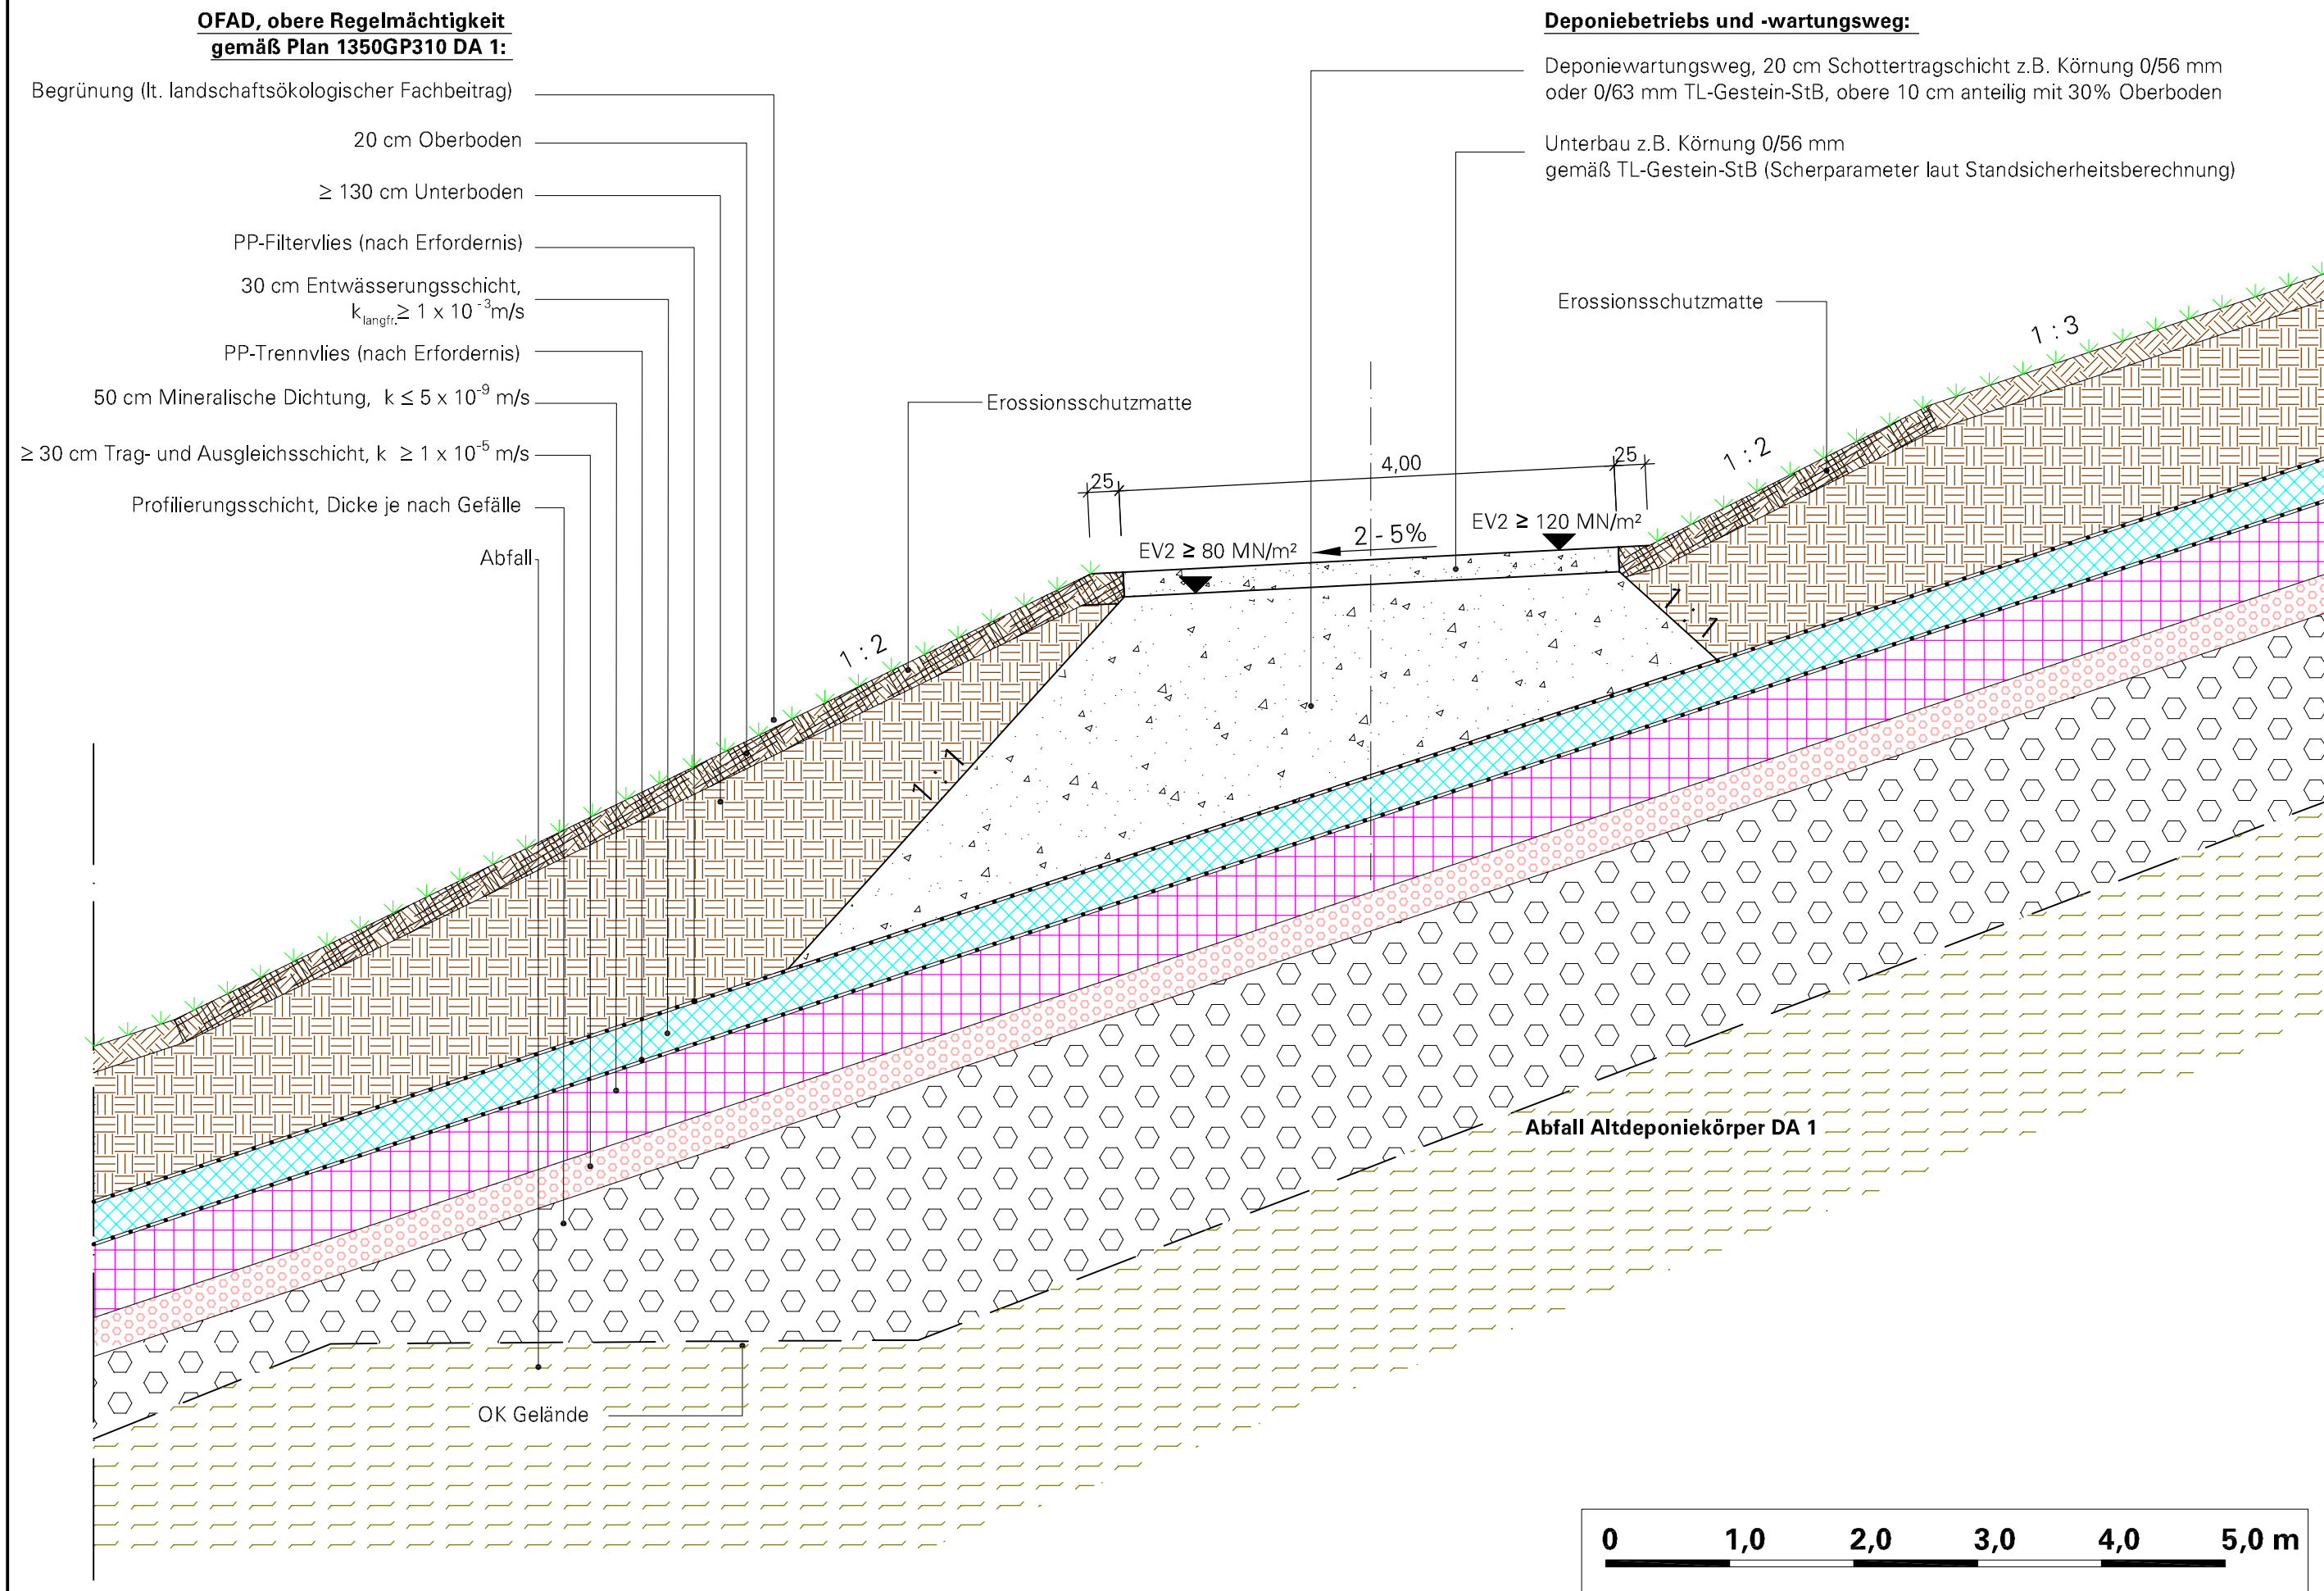 OFAD, obere Regelmächtigkeit
gemäß Plan 1350GP310 DA 1:
Begrünung (lt. landschaftsökologischer Fachbeitrag)
20 cm Oberboden
≥ 130 cm Unterboden
PP-Filtervlies (nach Erfordernis)
30 cm Entwässerungsschicht,
k langfr. ≥ 1 x 10⁻³m/s
PP-Trennvlies (nach Erfordernis)
50 cm Mineralische Dichtung, k ≤ 5 x 10⁻⁹ m/s
≥ 30 cm Trag- und Ausgleichsschicht, k ≥ 1 x 10⁻⁵ m/s
Profilierungsschicht, Dicke je nach Gefälle
Abfall
Deponiebetriebs und -wartungsweg:
Deponiewartungsweg, 20 cm Schottertragschicht z.B. Körnung 0/56 mm
oder 0/63 mm TL-Gestein-StB, obere 10 cm anteilig mit 30% Oberboden
Unterbau z.B. Körnung 0/56 mm
gemäß TL-Gestein-StB (Scherparameter laut Standsicherheitsberechnung)
Erossionsschutzmatte
1 : 3
Erossionsschutzmatte
1 : 2
25
4,00
25
EV2 ≥ 120 MN/m²
2 - 5%
EV2 ≥ 80 MN/m²
1 : 1
1 : 2
1 : 1
Abfall Altdeponiekörper DA 1
OK Gelände
0 1,0 2,0 3,0 4,0 5,0 m